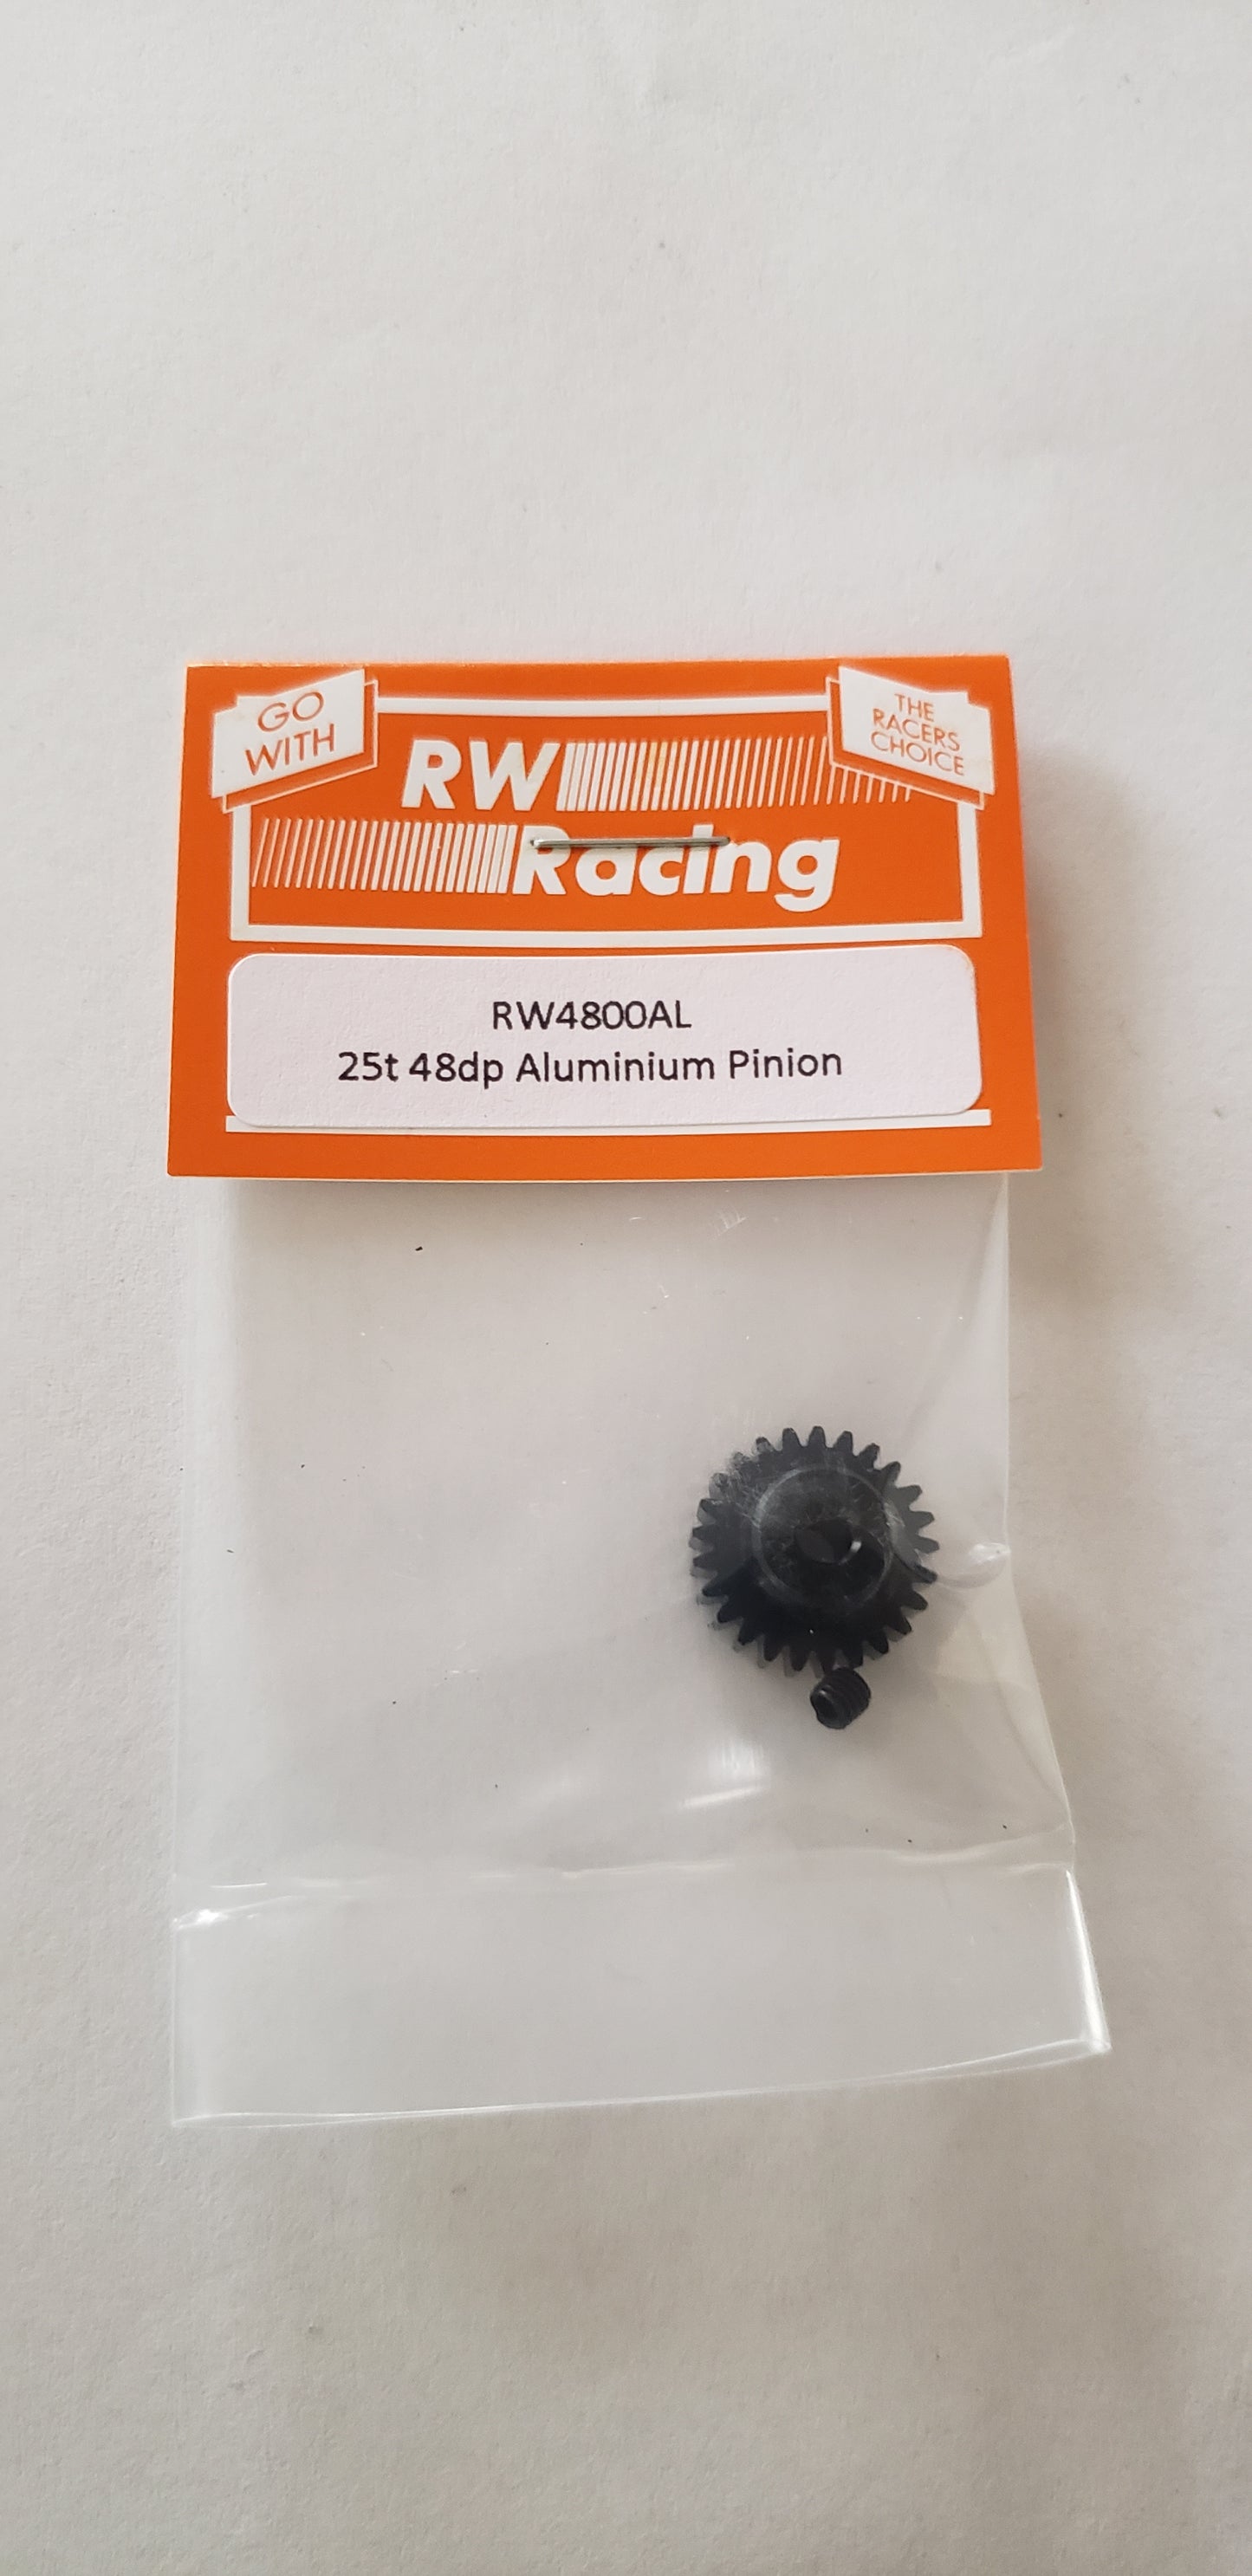 GO
WITH
THE
RACERS
CHOICE
RW
Racing
RW4800AL
25t 48dp Aluminium Pinion